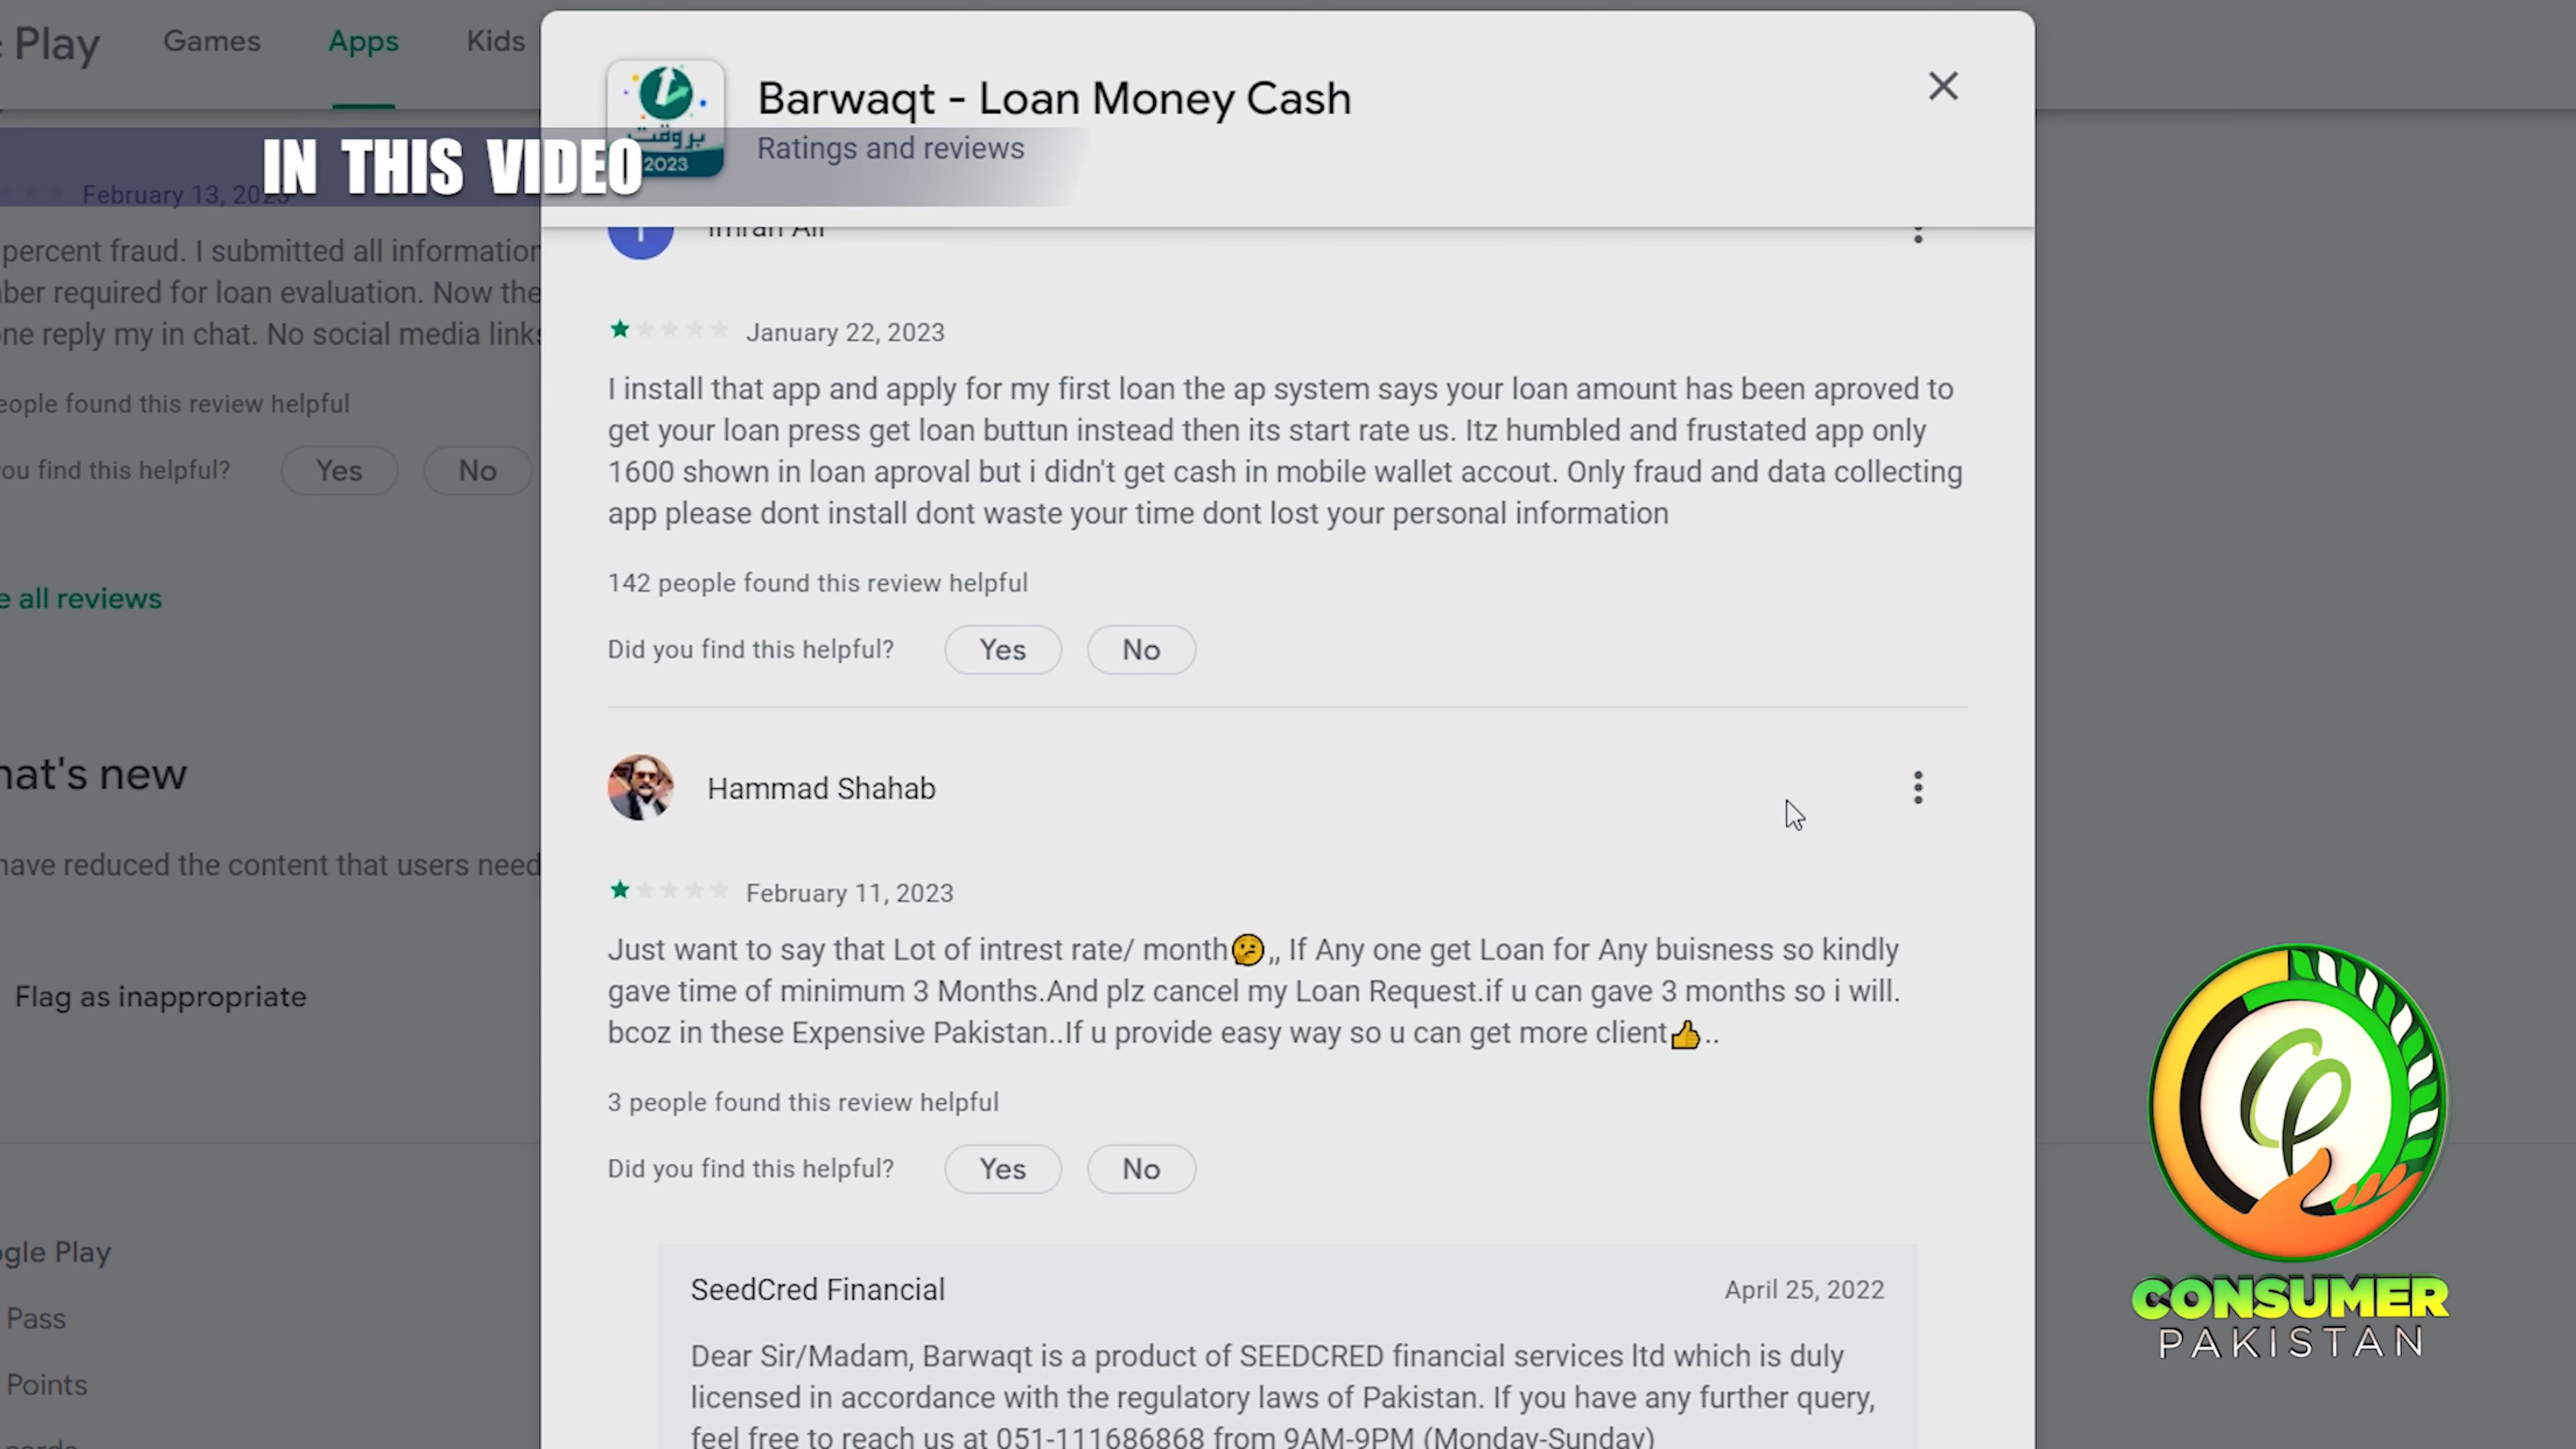 Play Games Apps Kids
Barwaqt - Loan Money Cash
Ratings and reviews
بروقت
2023
IN THIS VIDEO
February 13, 2023
percent fraud. I submitted all information
required for loan evaluation. Now the
reply my in chat. No social media links
found this review helpful
you find this helpful? Yes No
all reviews
new
have reduced the content that users need
Flag as inappropriate
Play
Pass
Points
Imran Ali
January 22, 2023
I install that app and apply for my first loan the ap system says your loan amount has been aproved to
get your loan press get loan buttun instead then its start rate us. Itz humbled and frustated app only
1600 shown in loan aproval but i didn't get cash in mobile wallet accout. Only fraud and data collecting
app please dont install dont waste your time dont lost your personal information
142 people found this review helpful
Did you find this helpful? Yes No
Hammad Shahab
February 11, 2023
Just want to say that Lot of intrest rate/ month🤔,, If Any one get Loan for Any buisness so kindly
gave time of minimum 3 Months.And plz cancel my Loan Request.if u can gave 3 months so i will.
bcoz in these Expensive Pakistan..If u provide easy way so u can get more client👍..
3 people found this review helpful
Did you find this helpful? Yes No
SeedCred Financial April 25, 2022
Dear Sir/Madam, Barwaqt is a product of SEEDCRED financial services ltd which is duly
licensed in accordance with the regulatory laws of Pakistan. If you have any further query,
feel free to reach us at 051-111686868 from 9AM-9PM (Monday-Sunday)
CP
CONSUMER
PAKISTAN